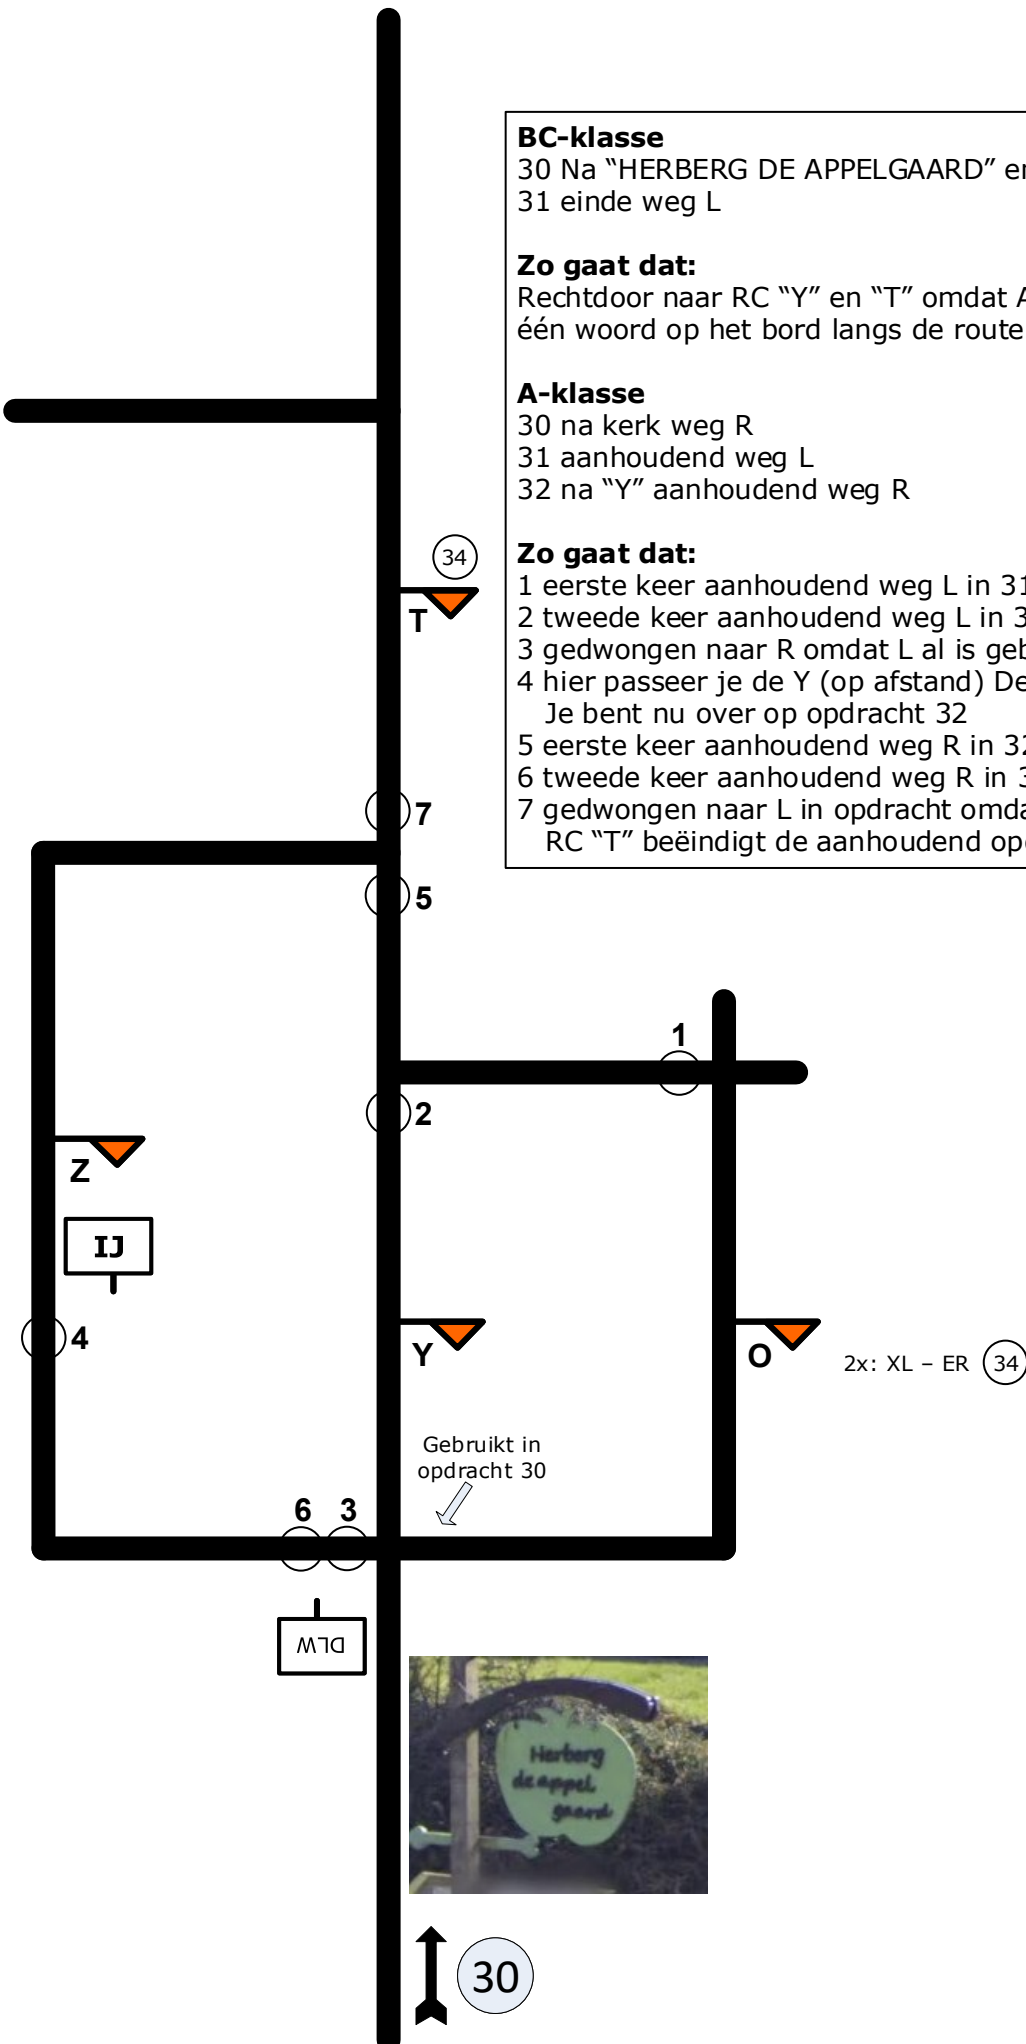 BC-klasse
30 Na “HERBERG DE APPELGAARD”
31 einde weg L
Zo gaat dat:
Rechtdoor naar RC “Y” en “T” omdat
één woord op het bord langs de route
A-klasse
30 na kerk weg R
31 aanhoudend weg L
32 na “Y” aanhoudend weg R
Zo gaat dat:
1 eerste keer aanhoudend weg L in 31
2 tweede keer aanhoudend weg L in
3 gedwongen naar R omdat L al is
4 hier passeer je de Y (op afstand)
Je bent nu over op opdracht 32
5 eerste keer aanhoudend weg R in 32
6 tweede keer aanhoudend weg R in
7 gedwongen naar L in opdracht
RC “T” beëindigt de aanhoudend
34
T
7
5
1
2
Z
IJ
4
Y
O
2x: XL – ER 34
Gebruikt in
opdracht 30
6 3
DLW
Herberg
de appel
gaard
30